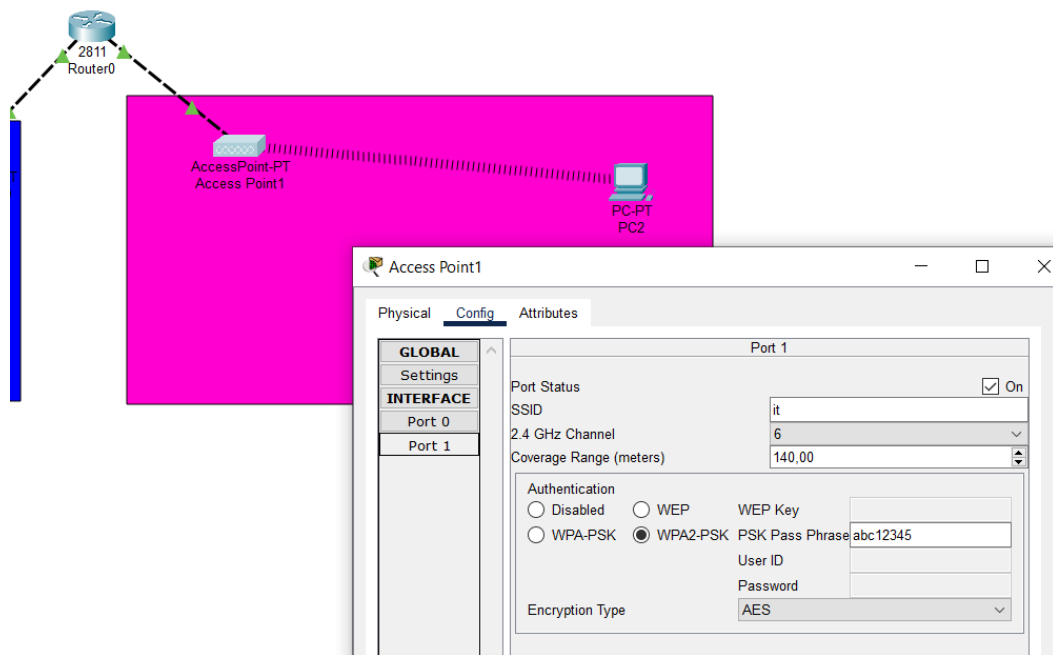 2811
Router0
AccessPoint-PT
Access Point1
PC-PT
PC2
Access Point1
Physical Config Attributes
GLOBAL
Settings
INTERFACE
Port 0
Port 1
Port 1
Port Status On
SSID it
2.4 GHz Channel 6
Coverage Range (meters) 140,00
Authentication
Disabled WEP WEP Key
WPA-PSK WPA2-PSK PSK Pass Phrase abc12345
User ID
Password
Encryption Type AES